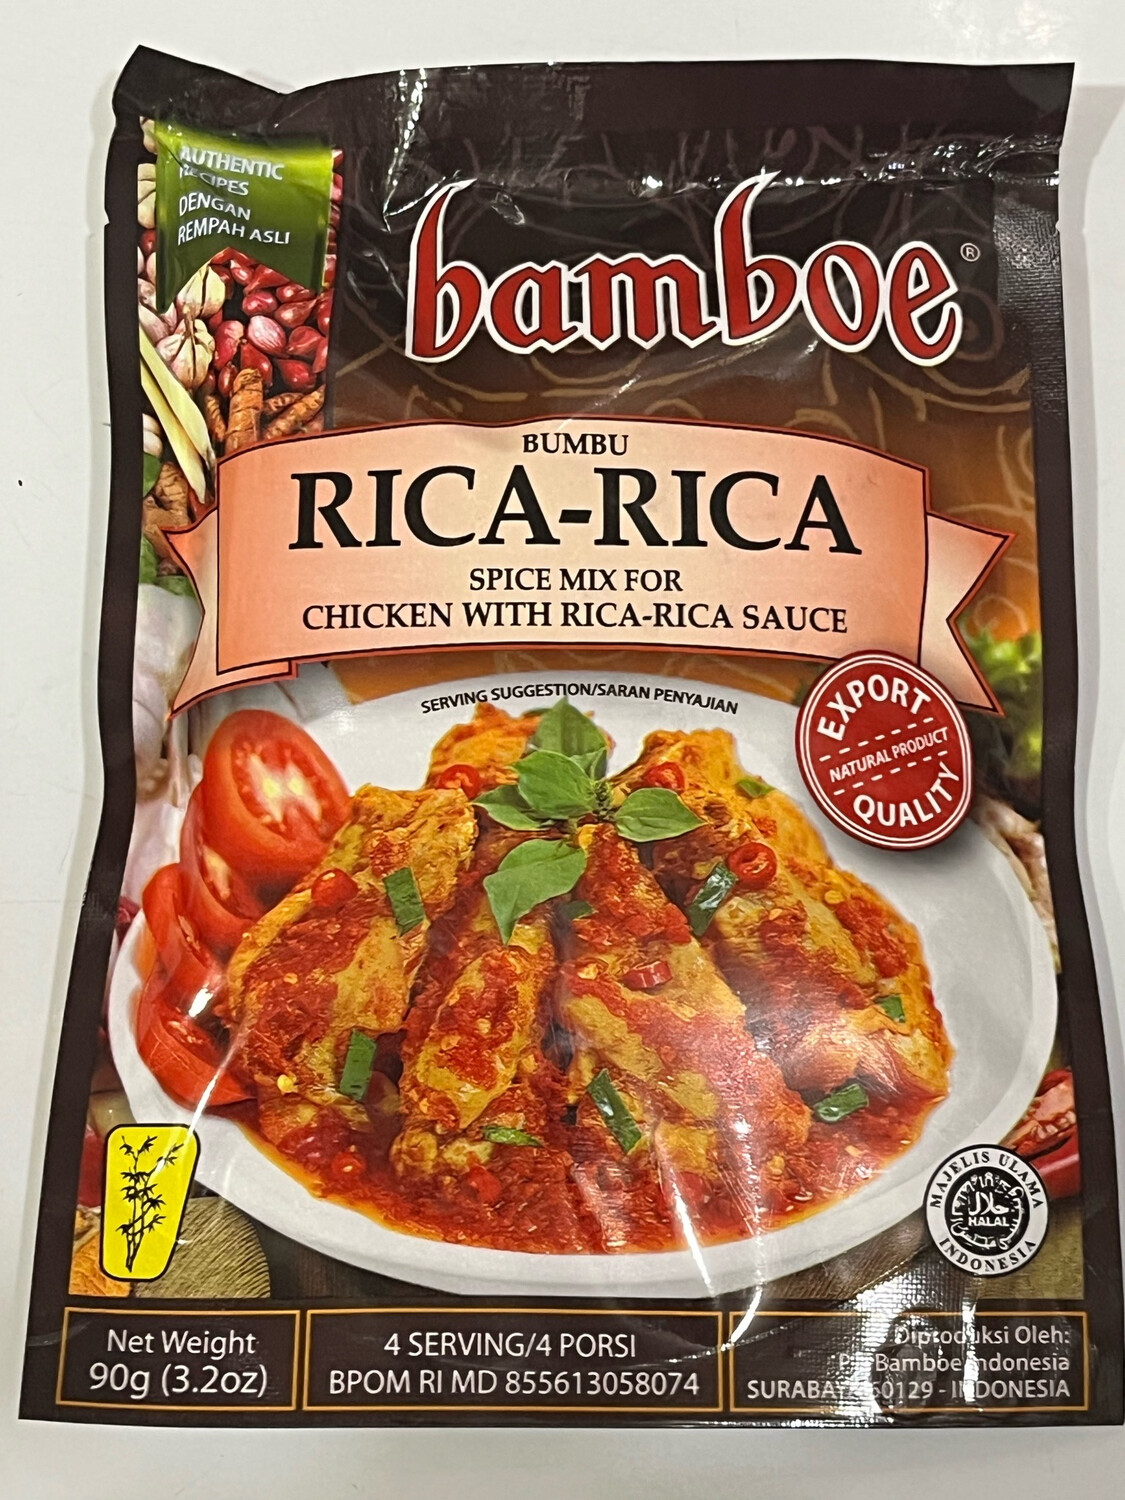 AUTHENTIC
RECIPES
DENGAN
REMPAH ASLI
bamboe®
BUMBU
RICA-RICA
SPICE MIX FOR
CHICKEN WITH RICA-RICA SAUCE
SERVING SUGGESTION/SARAN PENYAJIAN
EXPORT
NATURAL PRODUCT
QUALITY
MAJELIS ULAMA
حلال
HALAL
INDONESIA
Net Weight
90g (3.2oz)
4 SERVING/4 PORSI
BPOM RI MD 855613058074
Diproduksi Oleh:
Bamboe Indonesia
SURABAYA 60129 - INDONESIA